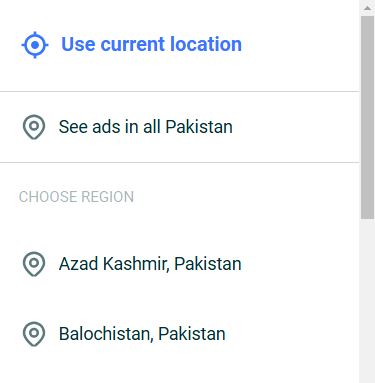 Use current location
See ads in all Pakistan
CHOOSE REGION
Azad Kashmir, Pakistan
Balochistan, Pakistan